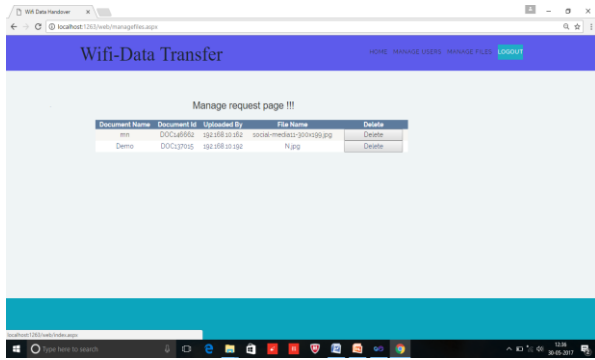 Wifi Data Handover
localhost:1263/web/managefiles.aspx
Wifi-Data Transfer
HOME MANAGE USERS MANAGE FILES LOGOUT
Manage request page !!!
Document Name Document Id Uploaded By File Name Delete
mn DOC146662 192.168.10.162 social-media11-300x199.jpg Delete
Demo DOC137015 192.168.10.192 N.jpg Delete
localhost:1263/web/index.aspx
Type here to search
12:36
30-05-2017